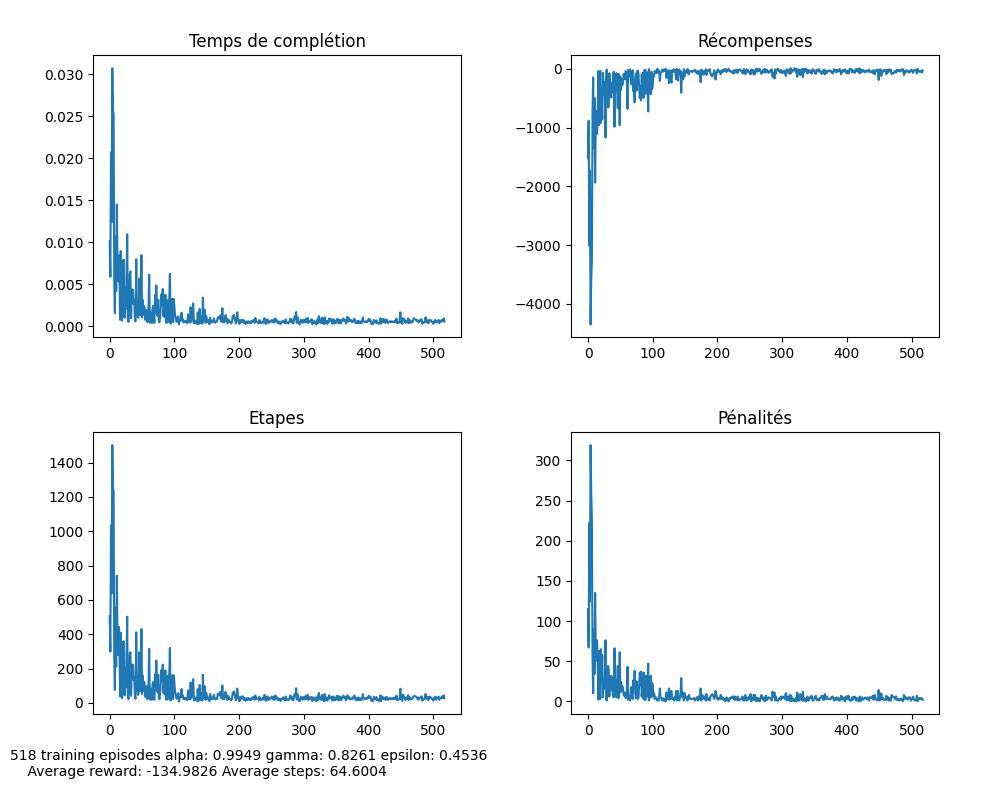 Temps de complétion
0.030
0.025
0.020
0.015
0.010
0.005
0.000
0 100 200 300 400 500
Récompenses
0
−1000
−2000
−3000
−4000
0 100 200 300 400 500
Etapes
1400
1200
1000
800
600
400
200
0
0 100 200 300 400 500
Pénalités
300
250
200
150
100
50
0
0 100 200 300 400 500
518 training episodes alpha: 0.9949 gamma: 0.8261 epsilon: 0.4536
Average reward: -134.9826 Average steps: 64.6004